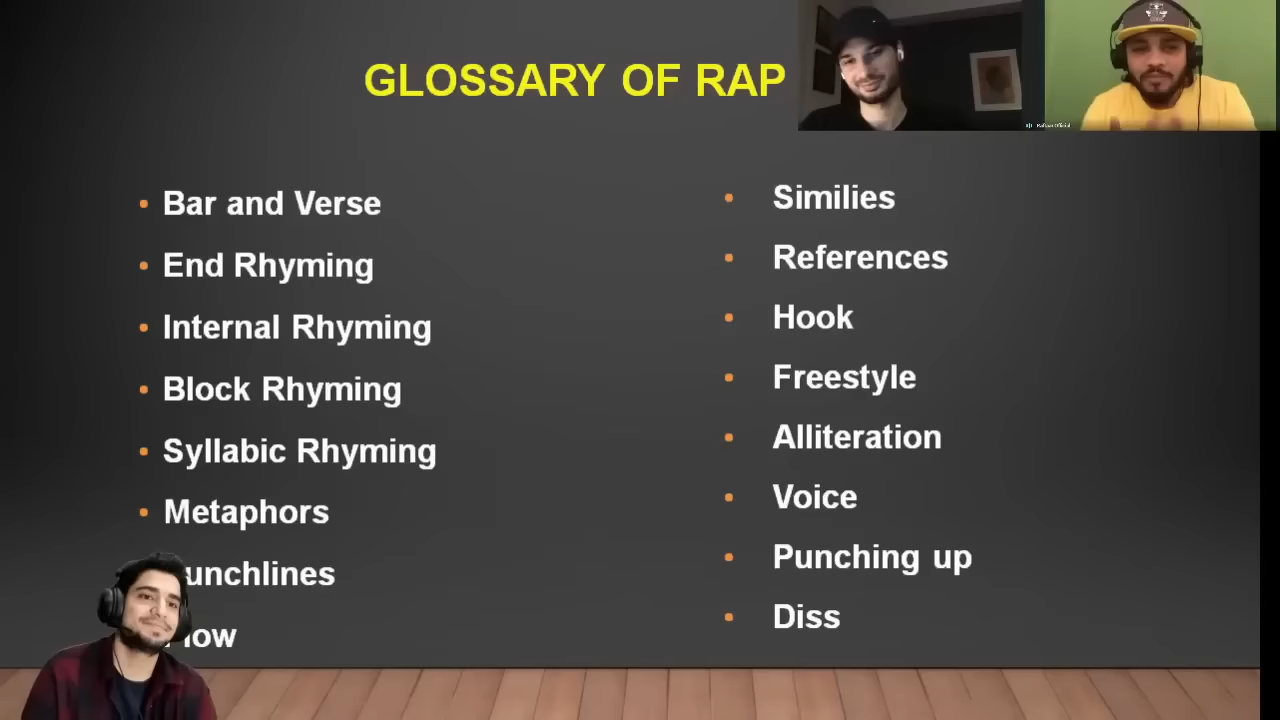 GLOSSARY OF RAP
Bar and Verse
End Rhyming
Internal Rhyming
Block Rhyming
Syllabic Rhyming
Metaphors
unchlines
low
Similies
References
Hook
Freestyle
Alliteration
Voice
Punching up
Diss